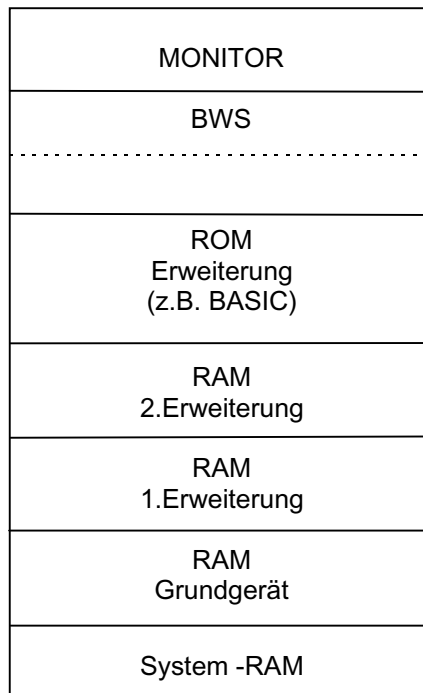 MONITOR
BWS
ROM
Erweiterung
(z.B. BASIC)
RAM
2.Erweiterung
RAM
1.Erweiterung
RAM
Grundgerät
System -RAM